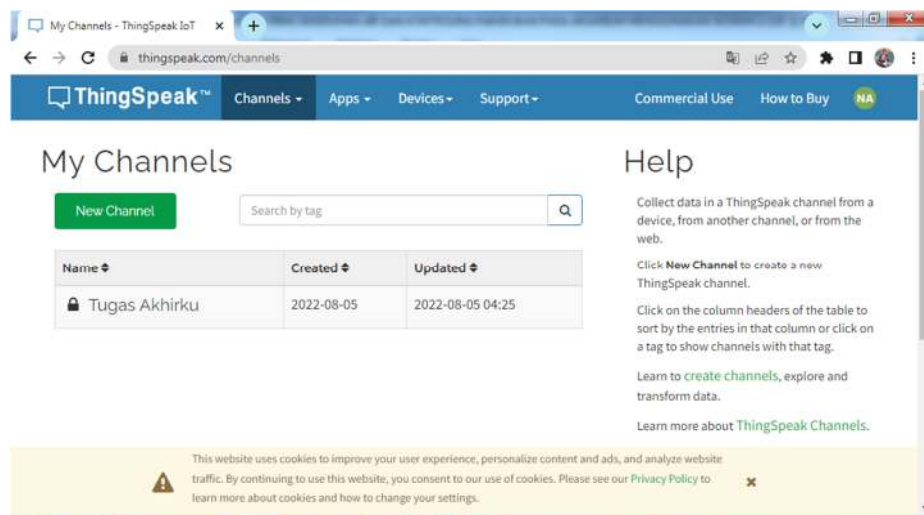 My Channels - ThingSpeak IoT
thingspeak.com/channels
ThingSpeak™ Channels Apps Devices Support Commercial Use How to Buy NA
My Channels
New Channel
Search by tag
Name Created Updated
Tugas Akhirku 2022-08-05 2022-08-05 04:25
Help
Collect data in a ThingSpeak channel from a
device, from another channel, or from the
web.
Click New Channel to create a new
ThingSpeak channel.
Click on the column headers of the table to
sort by the entries in that column or click on
a tag to show channels with that tag.
Learn to create channels, explore and
transform data.
Learn more about ThingSpeak Channels.
This website uses cookies to improve your user experience, personalize content and ads, and analyze website
traffic. By continuing to use this website, you consent to our use of cookies. Please see our Privacy Policy to
learn more about cookies and how to change your settings.